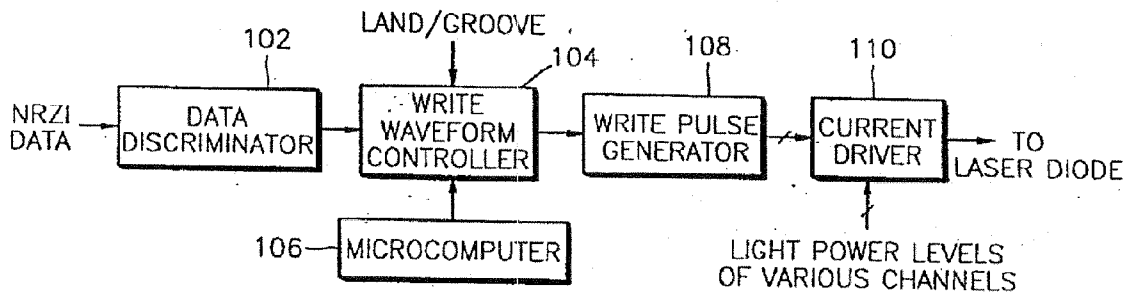 LAND/GROOVE
102
104
108
110
NRZI
DATA
DATA
DISCRIMINATOR
WRITE
WAVEFORM
CONTROLLER
WRITE PULSE
GENERATOR
CURRENT
DRIVER
TO
LASER DIODE
106
MICROCOMPUTER
LIGHT POWER LEVELS
OF VARIOUS CHANNELS